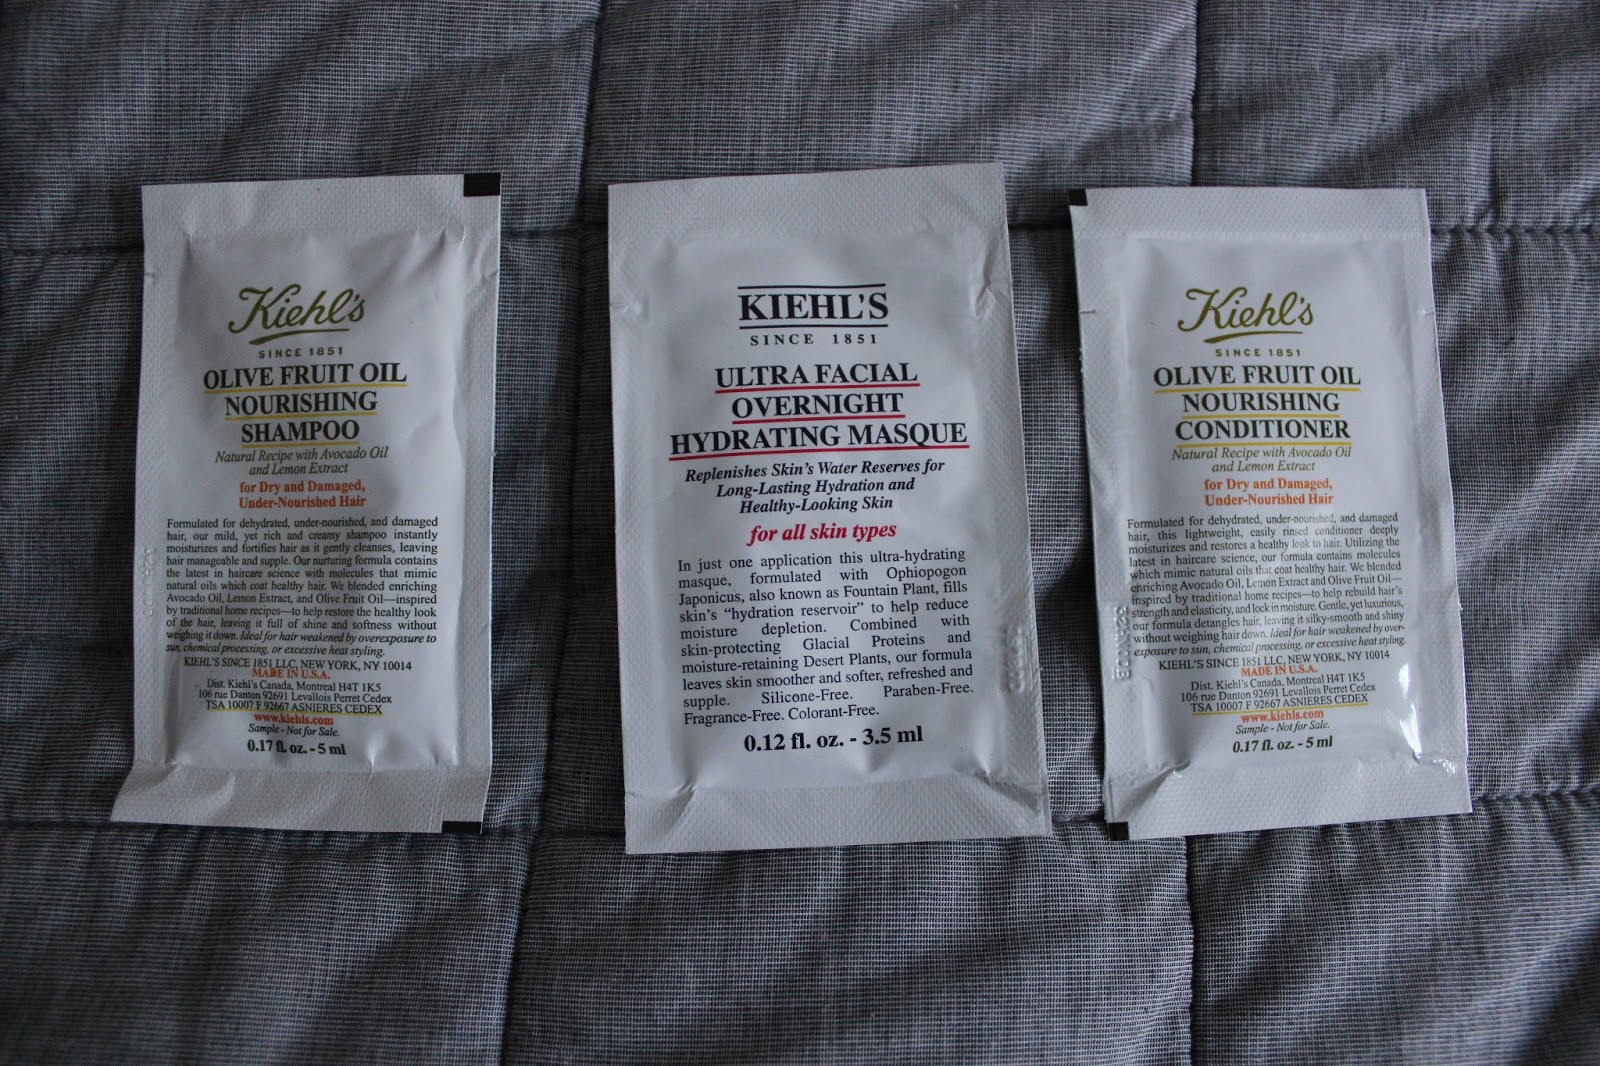 Kiehl's
SINCE 1851
OLIVE FRUIT OIL
NOURISHING
SHAMPOO
Natural Recipe with Avocado Oil
and Lemon Extract
for Dry and Damaged,
Under-Nourished Hair
Formulated for dehydrated, under-nourished, and damaged
hair, our mild, yet rich and creamy shampoo instantly
moisturizes and fortifies hair as it gently cleanses, leaving
hair manageable and supple. Our nurturing formula contains
the latest in haircare science with molecules that mimic
natural oils which coat healthy hair. We blended enriching
Avocado Oil, Lemon Extract, and Olive Fruit Oil—inspired
by traditional home recipes—to help restore the healthy look
of the hair, leaving it full of shine and softness without
weighing it down. Ideal for hair weakened by overexposure to
sun, chemical processing, or excessive heat styling.
KIEHL'S SINCE 1851 LLC, NEW YORK, NY 10014
MADE IN U.S.A.
Dist. Kiehl's Canada, Montreal H4T 1K5
106 rue Danton 92691 Levallois Perret Cedex
TSA 10007 F 92667 ASNIERES CEDEX
www.kiehls.com
Sample - Not for Sale.
0.17 fl. oz. - 5 ml
KIEHL'S
SINCE 1851
ULTRA FACIAL
OVERNIGHT
HYDRATING MASQUE
Replenishes Skin's Water Reserves for
Long-Lasting Hydration and
Healthy-Looking Skin
for all skin types
In just one application this ultra-hydrating
masque, formulated with Ophiopogon
Japonicus, also known as Fountain Plant, fills
skin's “hydration reservoir” to help reduce
moisture depletion. Combined with
skin-protecting Glacial Proteins and
moisture-retaining Desert Plants, our formula
leaves skin smoother and softer, refreshed and
supple. Silicone-Free. Paraben-Free.
Fragrance-Free. Colorant-Free.
0.12 fl. oz. - 3.5 ml
Kiehl's
SINCE 1851
OLIVE FRUIT OIL
NOURISHING
CONDITIONER
Natural Recipe with Avocado Oil
and Lemon Extract
for Dry and Damaged,
Under-Nourished Hair
Formulated for dehydrated, under-nourished, and damaged
hair, this lightweight, easily rinsed conditioner deeply
moisturizes and restores a healthy look to hair. Utilizing the
latest in haircare science, our formula contains molecules
which mimic natural oils that coat healthy hair. We blended
enriching Avocado Oil, Lemon Extract and Olive Fruit Oil—
inspired by traditional home recipes—to help rebuild hair's
strength and elasticity, and lock in moisture. Gentle, yet luxurious,
our formula detangles hair, leaving it silky-smooth and shiny
without weighing hair down. Ideal for hair weakened by over-
exposure to sun, chemical processing, or excessive heat styling.
KIEHL'S SINCE 1851 LLC, NEW YORK, NY 10014
MADE IN U.S.A.
Dist. Kiehl's Canada, Montreal H4T 1K5
106 rue Danton 92691 Levallois Perret Cedex
TSA 10007 F 92667 ASNIERES CEDEX
www.kiehls.com
Sample - Not for Sale.
0.17 fl. oz. - 5 ml